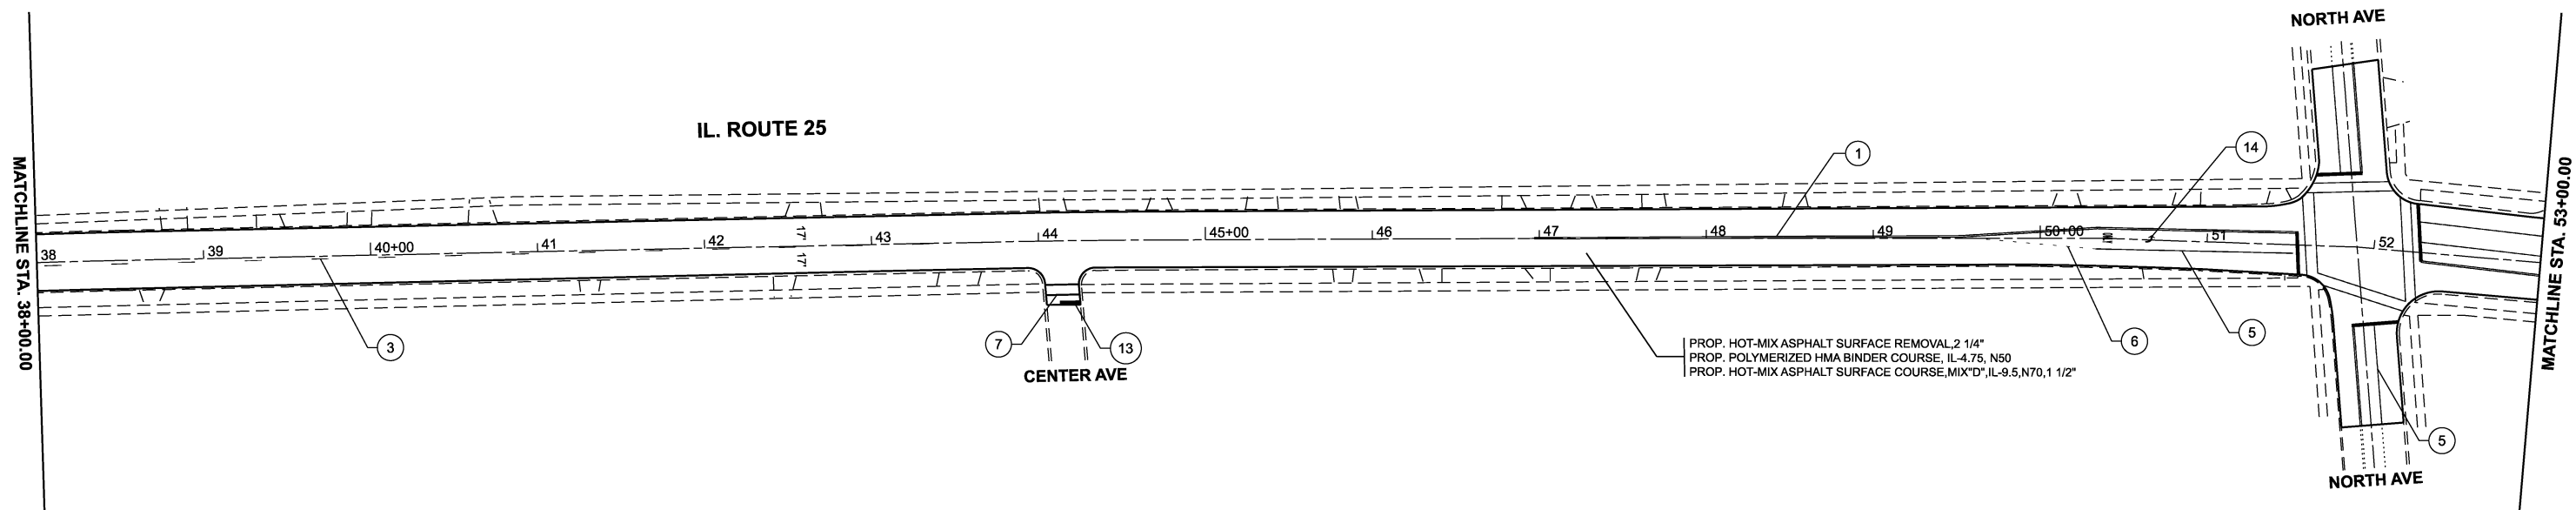 NORTH AVE
IL. ROUTE 25
1
14
MATCHLINE STA. 38+00.00
MATCHLINE STA. 53+00.00
38
39
40+00
41
42
17'
17'
43
44
45+00
46
47
48
49
50+00
51
52
3
7
13
CENTER AVE
PROP. HOT-MIX ASPHALT SURFACE REMOVAL,2 1/4"
PROP. POLYMERIZED HMA BINDER COURSE, IL-4.75, N50
PROP. HOT-MIX ASPHALT SURFACE COURSE,MIX"D",IL-9.5,N70,1 1/2"
6
5
5
NORTH AVE